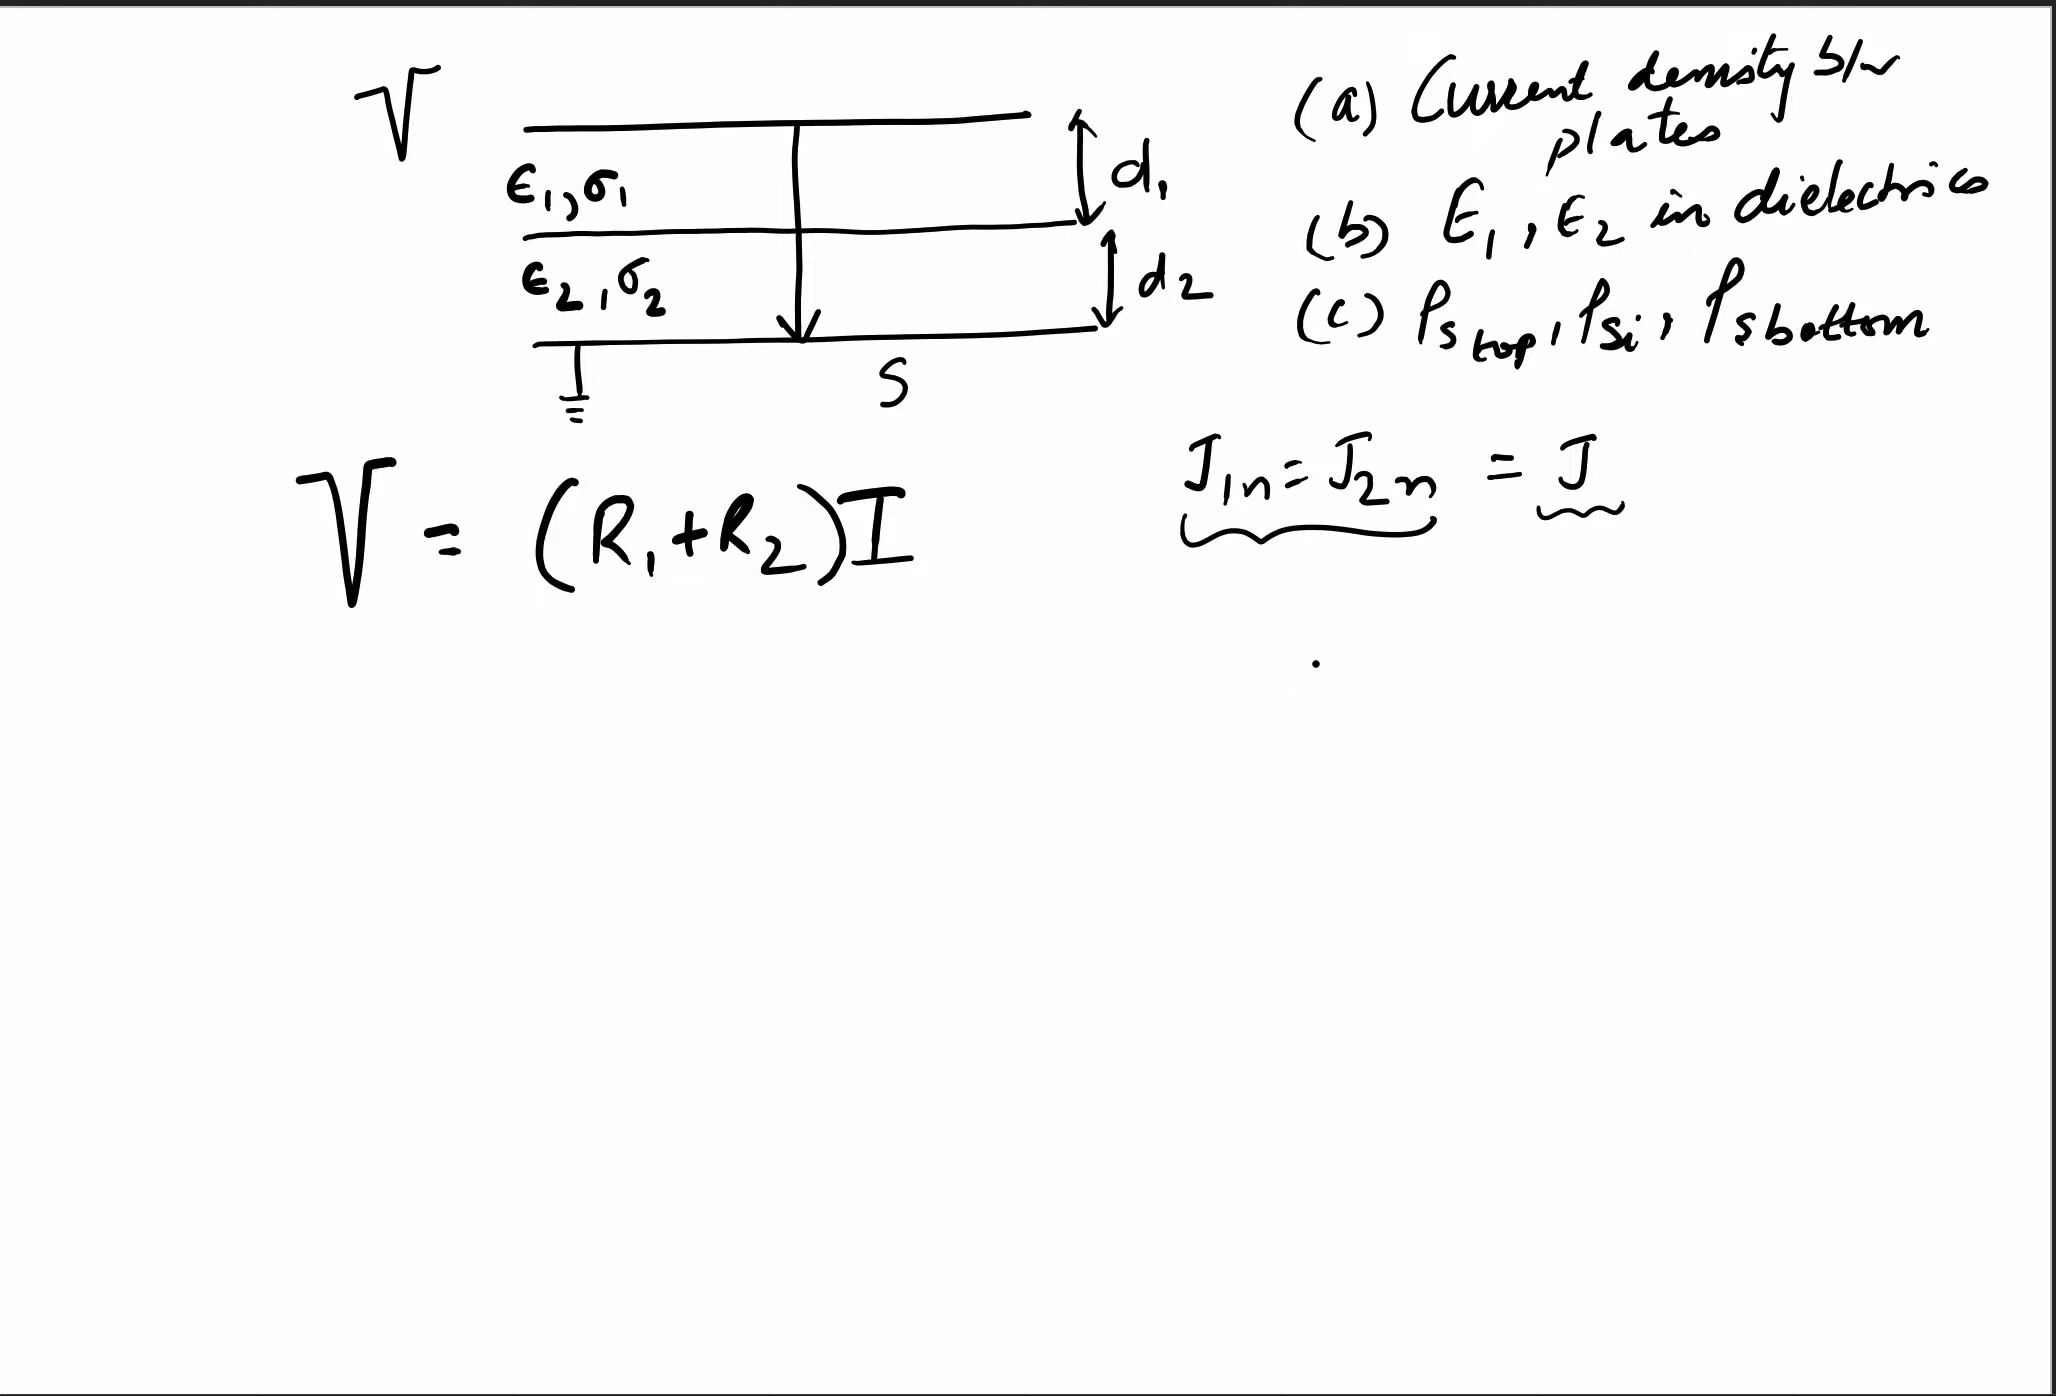 V
ϵ₁, σ₁
d₁
ϵ₂, σ₂
d₂
S
(a) Current density b/w
plates
(b) E₁, E₂ in dielectrics
(c) ρs top, ρsi, ρs bottom
J₁n = J₂n = J
V = (R₁+R₂)I